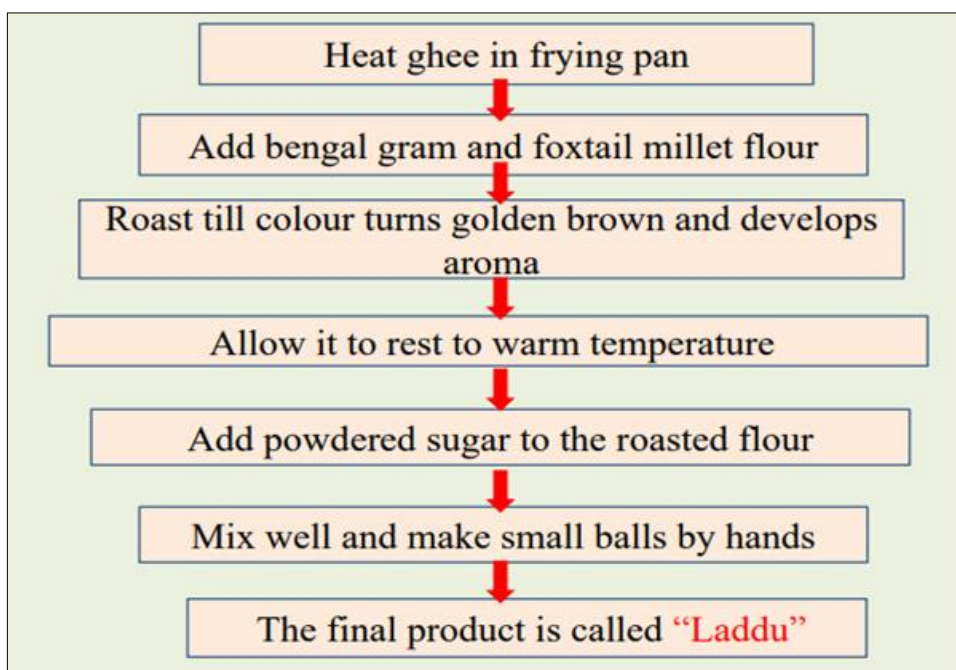 Heat ghee in frying pan
Add bengal gram and foxtail millet flour
Roast till colour turns golden brown and develops
aroma
Allow it to rest to warm temperature
Add powdered sugar to the roasted flour
Mix well and make small balls by hands
The final product is called “Laddu”